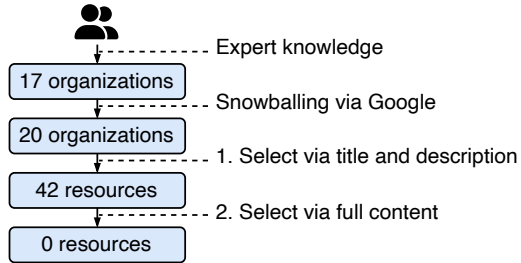 Expert knowledge
17 organizations
Snowballing via Google
20 organizations
1. Select via title and description
42 resources
2. Select via full content
0 resources